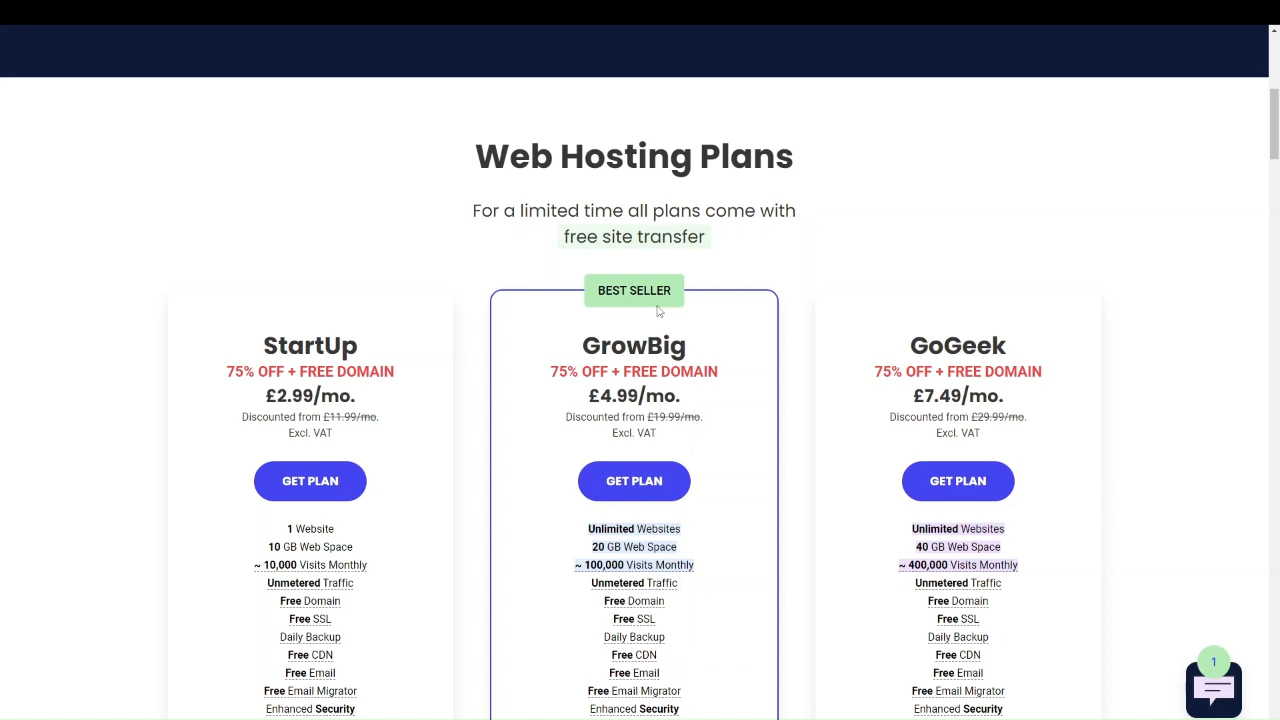 Web Hosting Plans
For a limited time all plans come with
free site transfer
BEST SELLER
StartUp
75% OFF + FREE DOMAIN
£2.99/mo.
Discounted from £11.99/mo.
Excl. VAT
GET PLAN
1 Website
10 GB Web Space
~ 10,000 Visits Monthly
Unmetered Traffic
Free Domain
Free SSL
Daily Backup
Free CDN
Free Email
Free Email Migrator
Enhanced Security
GrowBig
75% OFF + FREE DOMAIN
£4.99/mo.
Discounted from £19.99/mo.
Excl. VAT
GET PLAN
Unlimited Websites
20 GB Web Space
~ 100,000 Visits Monthly
Unmetered Traffic
Free Domain
Free SSL
Daily Backup
Free CDN
Free Email
Free Email Migrator
Enhanced Security
GoGeek
75% OFF + FREE DOMAIN
£7.49/mo.
Discounted from £29.99/mo.
Excl. VAT
GET PLAN
Unlimited Websites
40 GB Web Space
~ 400,000 Visits Monthly
Unmetered Traffic
Free Domain
Free SSL
Daily Backup
Free CDN
Free Email
Free Email Migrator
Enhanced Security
1